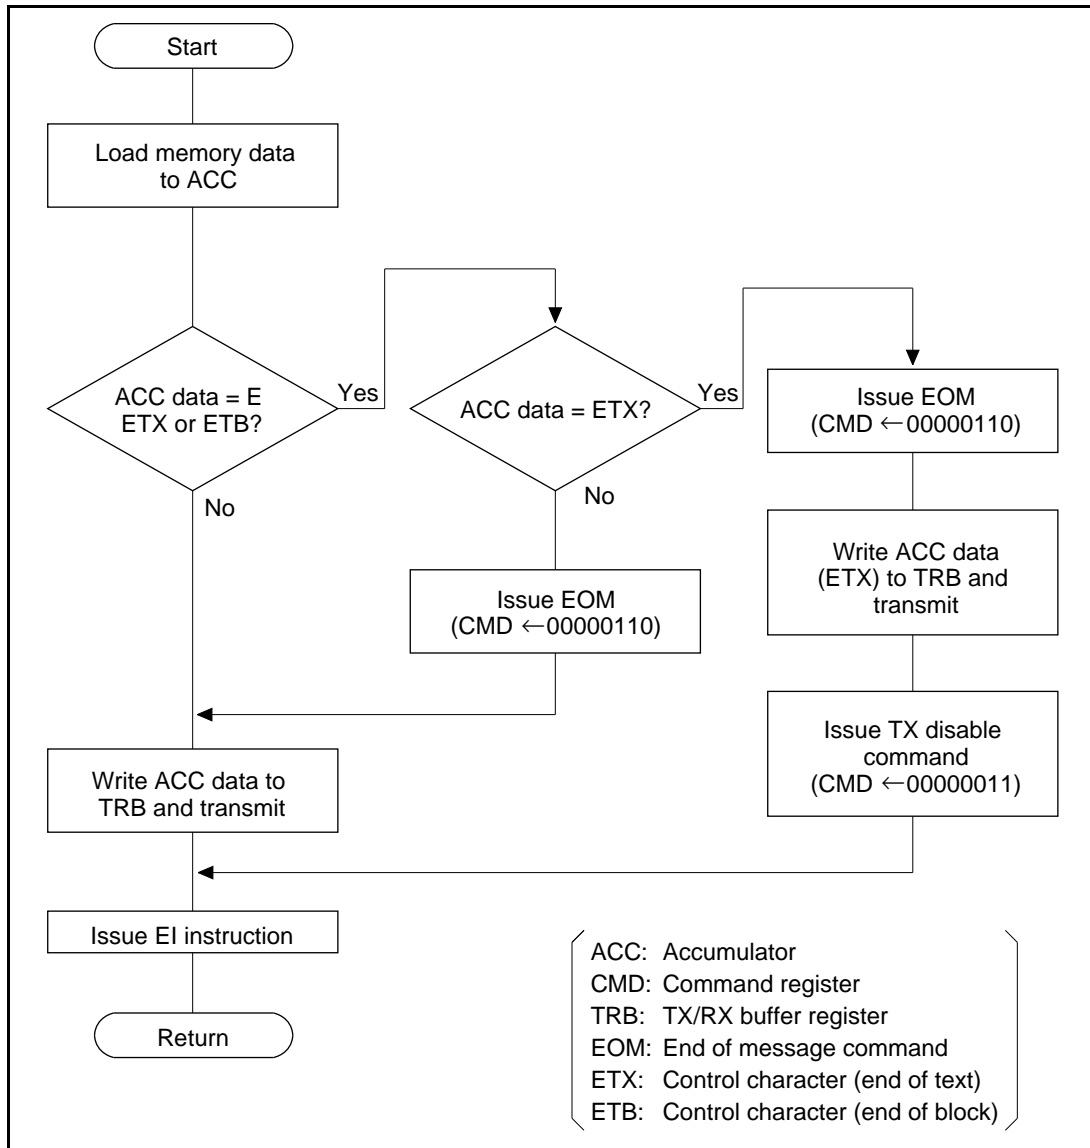 Start
Load memory data
to ACC
ACC data = E
ETX or ETB?
Yes
No
ACC data = ETX?
Yes
No
Issue EOM
(CMD ←00000110)
Issue EOM
(CMD ←00000110)
Write ACC data
(ETX) to TRB and
transmit
Issue TX disable
command
(CMD ←00000011)
Write ACC data to
TRB and transmit
Issue EI instruction
Return
ACC: Accumulator
CMD: Command register
TRB: TX/RX buffer register
EOM: End of message command
ETX: Control character (end of text)
ETB: Control character (end of block)